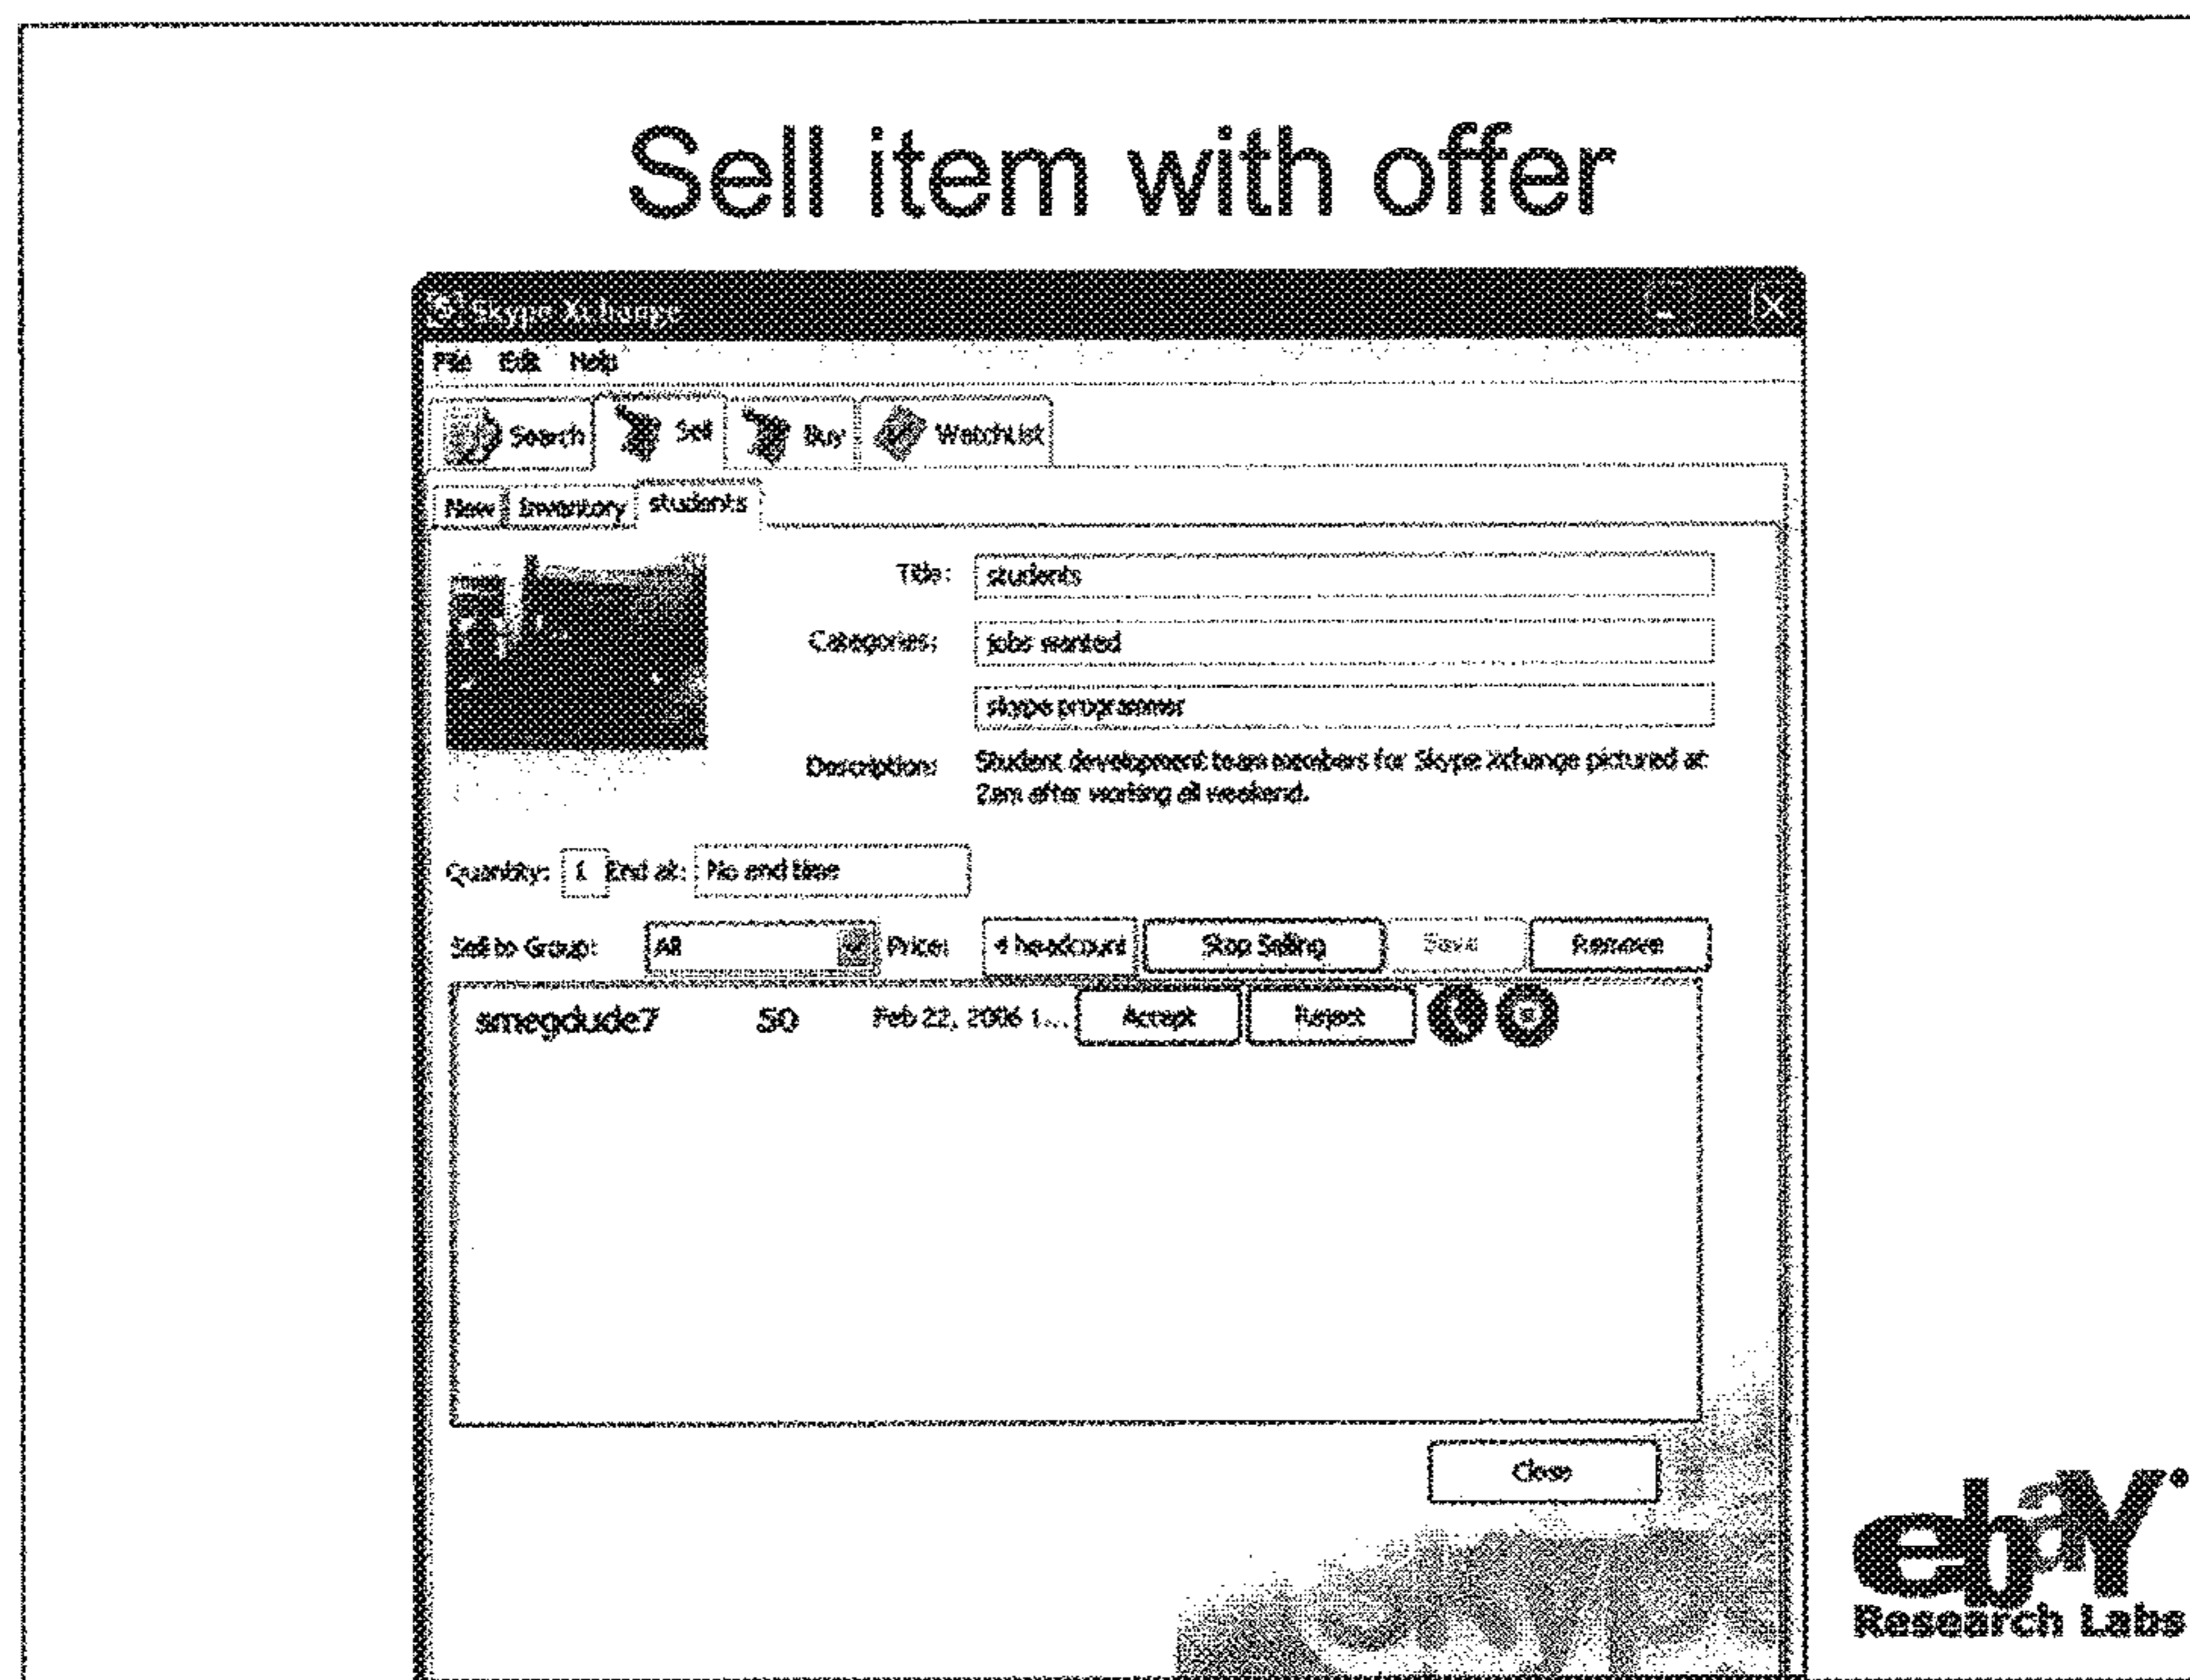 Sell item with offer
Skype Xchange
File Edit Help
Search Sell Buy WatchList
New Inventory students
Title: students
Categories: jobs wanted
skype programmer
Description: Student development team members for Skype Xchange pictured at
2am after working all weekend.
Quantity: 1 End at: No end time
Sell to Group: All Price: headcount Stop Selling Save Remove
smegdude7 50 Feb 22, 2006 1... Accept Reject
Close
skype
ebaY®
Research Labs